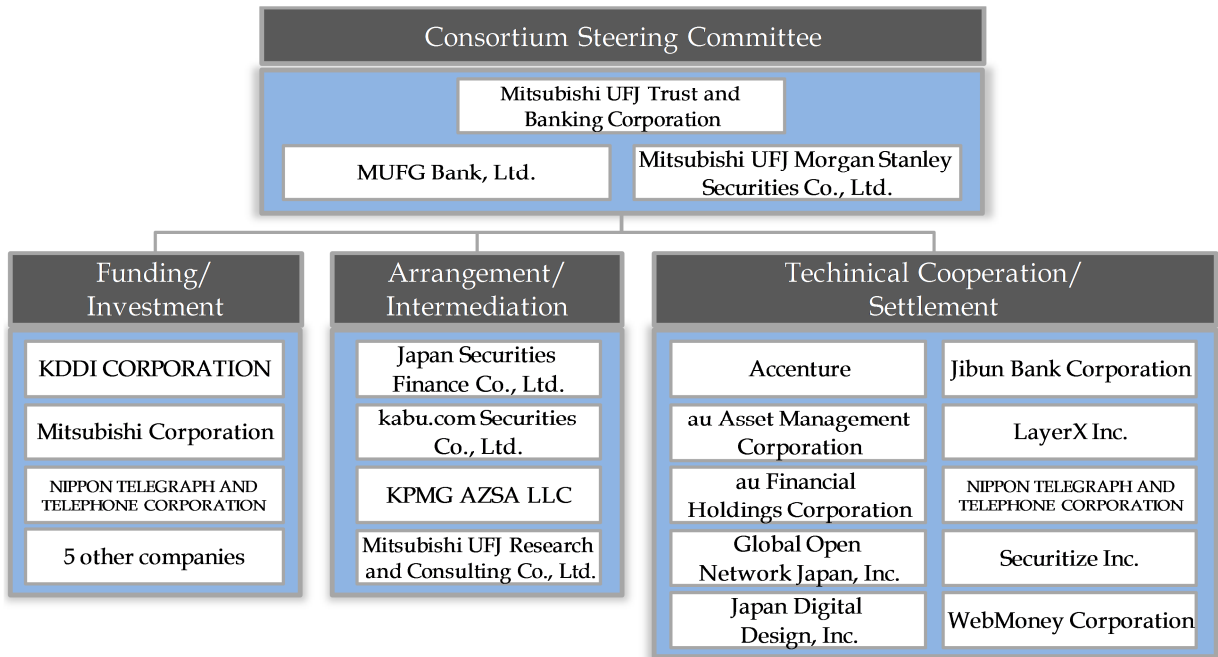 Consortium Steering Committee
Mitsubishi UFJ Trust and
Banking Corporation
MUFG Bank, Ltd.
Mitsubishi UFJ Morgan Stanley
Securities Co., Ltd.
Funding/
Investment
KDDI CORPORATION
Mitsubishi Corporation
NIPPON TELEGRAPH AND
TELEPHONE CORPORATION
5 other companies
Arrangement/
Intermediation
Japan Securities
Finance Co., Ltd.
kabu.com Securities
Co., Ltd.
KPMG AZSA LLC
Mitsubishi UFJ Research
and Consulting Co., Ltd.
Techinical Cooperation/
Settlement
Accenture
au Asset Management
Corporation
au Financial
Holdings Corporation
Global Open
Network Japan, Inc.
Japan Digital
Design, Inc.
Jibun Bank Corporation
LayerX Inc.
NIPPON TELEGRAPH AND
TELEPHONE CORPORATION
Securitize Inc.
WebMoney Corporation